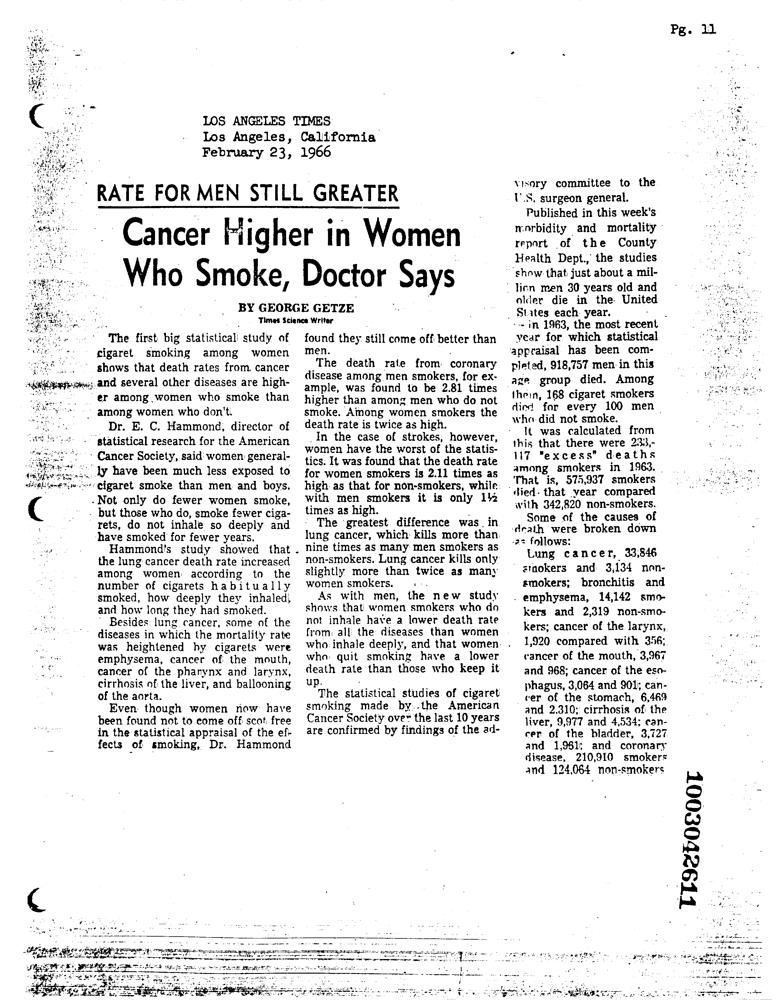 Pg. 11
LOS ANGELES TIMES
Los Angeles, California
February 23, 1966
RATE FOR MEN STILL GREATER
Cancer Higher in Women
Who Smoke, Doctor Says
BY GEORGE GETZE
Times Science Writer
The first big statistical study of
cigaret smoking among women
shows that death rates from cancer
and several other diseases are high-
er among women who smoke than
among women who don't.
Dr. E. C. Hammond, director of
statistical research for the American
Cancer Society, said women general-
ly have been much less exposed to
cigaret smoke than men and boys.
Not only do fewer women smoke,
but those who do, smoke fewer ciga-
rets, do not inhale so deeply and
have smoked for fewer years.
Hammond's study showed that
the lung cancer death rate increased
among women according to the
number of cigarets habitually
smoked, how deeply they inhaled,
and how long they had smoked.
Besides lung cancer, some of the
diseases in which the mortality rate
was heightened by cigarets were
emphysema, cancer of the mouth,
cancer of the pharynx and larynx,
cirrhosis of the liver, and ballooning
of the aorta.
Even though women now have
been found not to come off scot free
in the statistical appraisal of the ef-
fects of smoking, Dr. Hammond
found they still come off better than
men.
The death rate from coronary
disease among men smokers, for ex-
ample, was found to be 2.81 times
higher than among men who do not
smoke. Among women smokers the
death rate is twice as high.
In the case of strokes, however,
women have the worst of the statis-
tics. It was found that the death rate
for women smokers is 2.11 times as
high as that for non-smokers, while
with men smokers it is only 1½
times as high.
The greatest difference was in
lung cancer, which kills more than
nine times as many men smokers as
non-smokers. Lung cancer kills only
slightly more than twice as many
women smokers.
As with men, the new study
shows that women smokers who do
not inhale have a lower death rate
from all the diseases than women
who inhale deeply, and that women
who quit smoking have a lower
death rate than those who keep it
up.
The statistical studies of cigaret
smoking made by the American
Cancer Society over the last 10 years
are confirmed by findings of the ad-
visory committee to the
U.S. surgeon general.
Published in this week's
morbidity and mortality
report of the County
Health Dept., the studies
show that just about a mil-
lion men 30 years old and
older die in the United
States each year.
In 1963, the most recent
year for which statistical
appraisal has been com-
pleted, 918,757 men in this
age group died. Among
them, 168 cigaret smokers
died for every 100 men
who did not smoke.
It was calculated from
this that there were 233,-
117 "excess" deaths
among smokers in 1963.
That is, 575,937 smokers
died that year compared
with 342,820 non-smokers.
Some of the causes of
death were broken down
as follows:
Lung cancer, 33,846
smokers and 3,134 non-
smokers; bronchitis and
emphysema, 14,142 smo-
kers and 2,319 non-smo-
kers; cancer of the larynx,
1,920 compared with 356;
cancer of the mouth, 3,967
and 968; cancer of the eso-
phagus, 3,064 and 901; can-
cer of the stomach, 6,469
and 2,310; cirrhosis of the
liver, 9,977 and 4,534; can-
cer of the bladder, 3,727
and 1,961; and coronary
disease, 210,910 smokers
and 124,064 non-smokers
1003042611